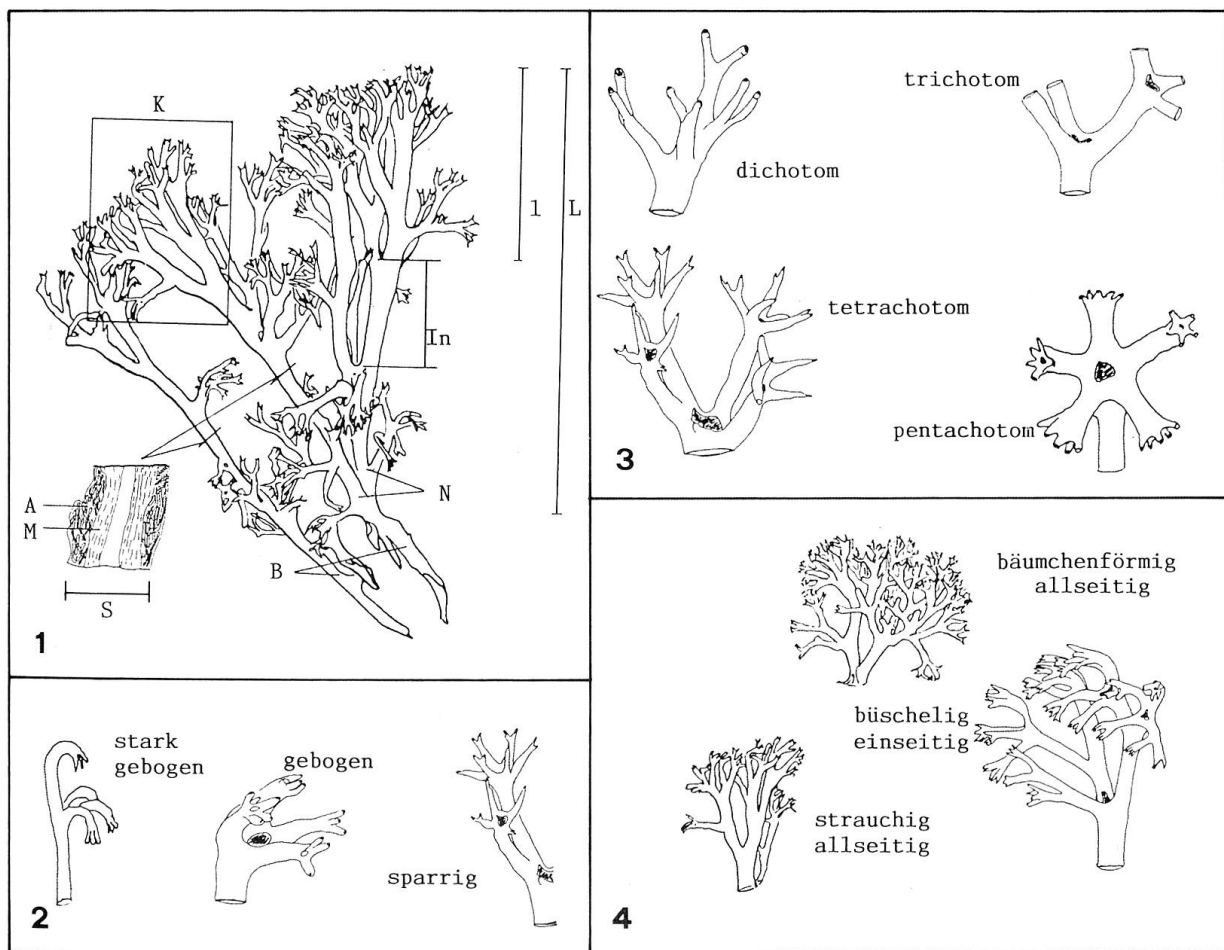 K
l
L
In
N
A
M
B
S
1
stark
gebogen
gebogen
sparrig
2
dichotom
trichotom
tetrachotom
pentachotom
3
bäumchenförmig
allseitig
büschelig
einseitig
strauchig
allseitig
4